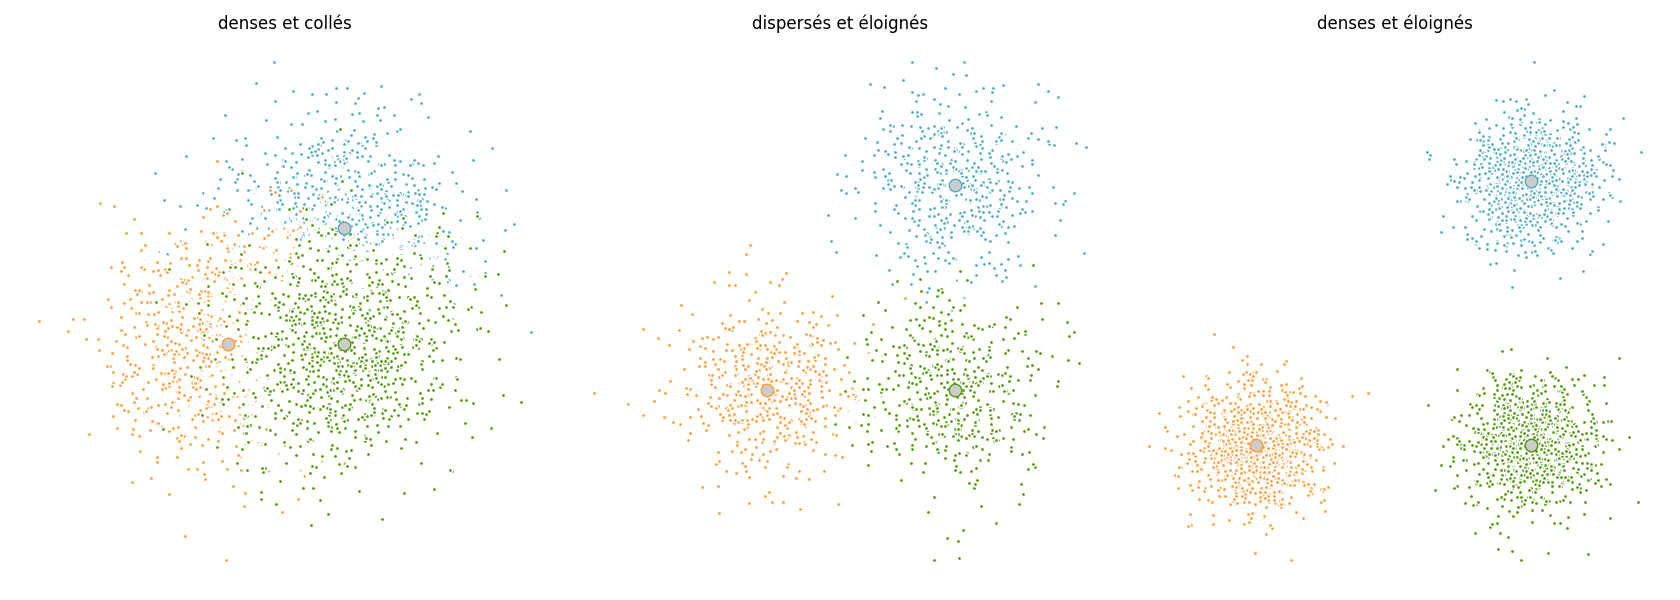 denses et collés
dispersés et éloignés
denses et éloignés